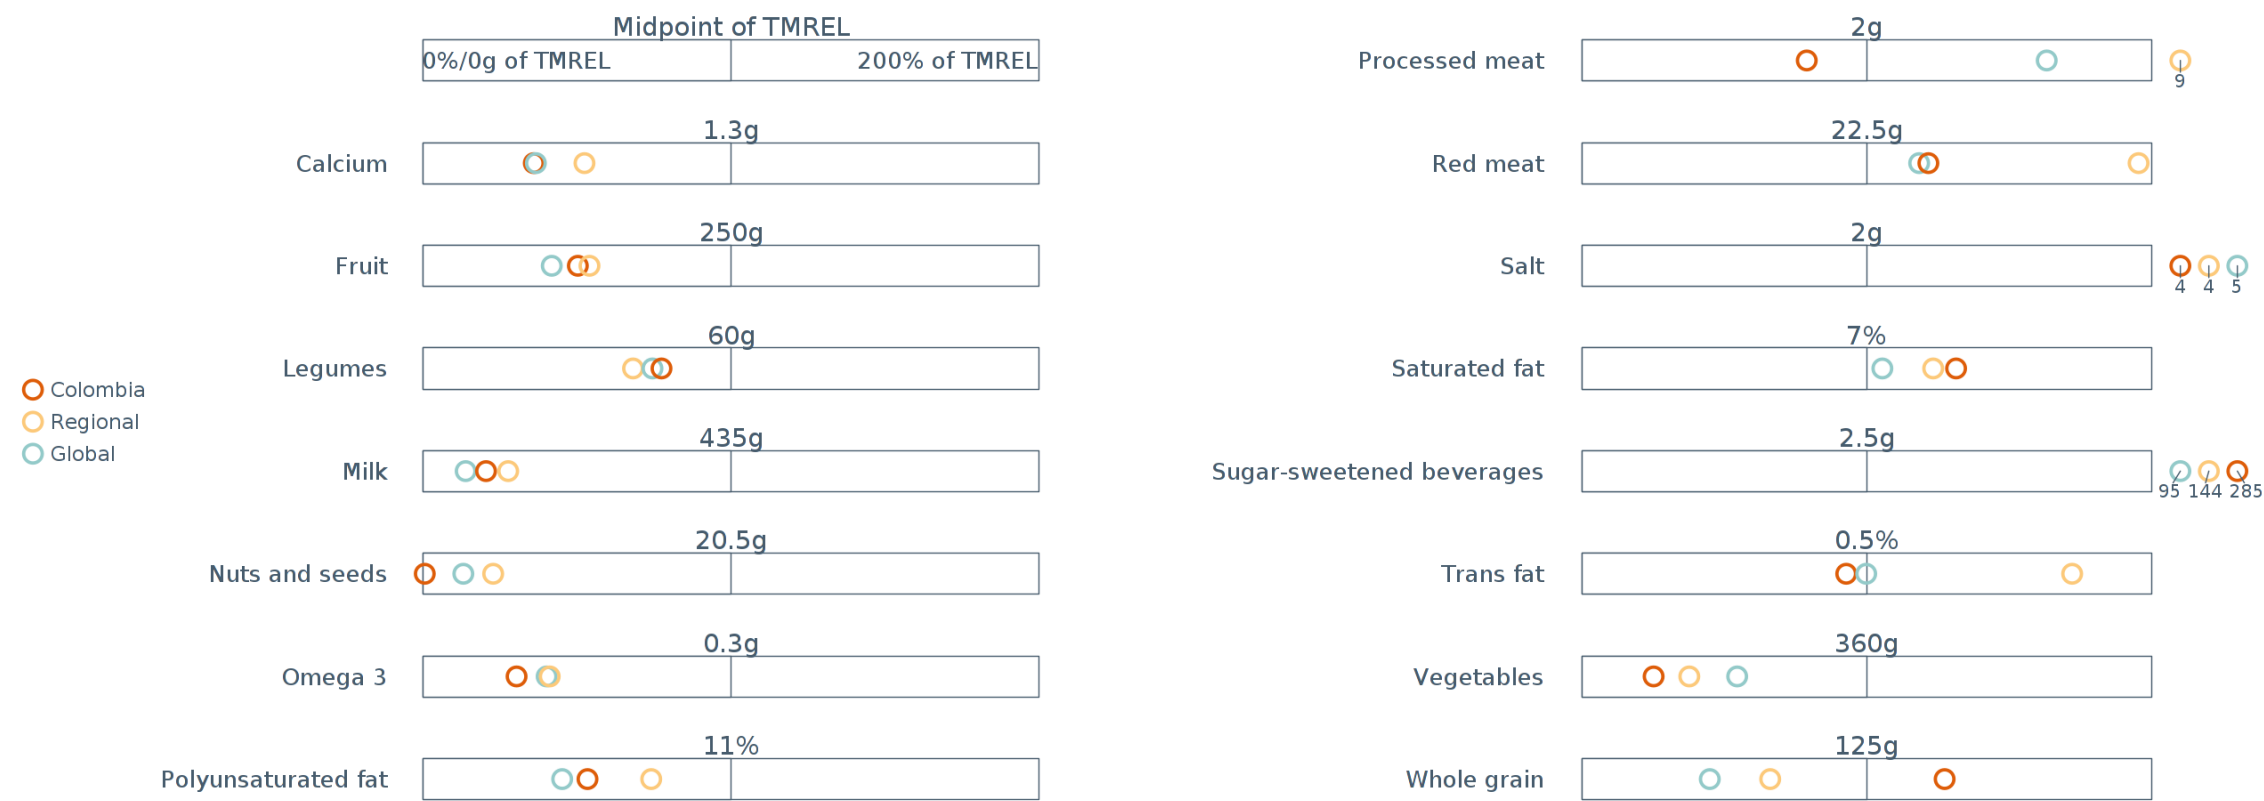 Midpoint of TMREL
0%/0g of TMREL 200% of TMREL
1.3g
Calcium
250g
Fruit
60g
Legumes
435g
Milk
20.5g
Nuts and seeds
0.3g
Omega 3
11%
Polyunsaturated fat
2g
Processed meat
9
22.5g
Red meat
2g
Salt
4 4 5
7%
Saturated fat
2.5g
Sugar-sweetened beverages
95 144 285
0.5%
Trans fat
360g
Vegetables
125g
Whole grain
Colombia
Regional
Global